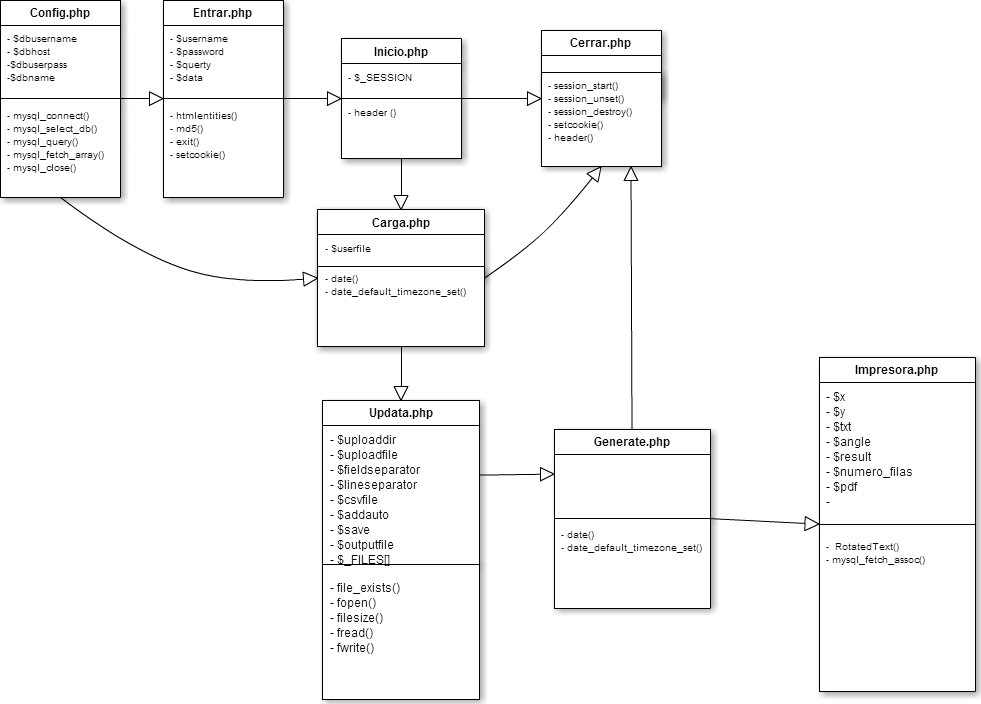 Config.php
- $dbusername
- $dbhost
-$dbuserpass
-$dbname
- mysql_connect()
- mysql_select_db()
- mysql_query()
- mysql_fetch_array()
- mysql_close()
Entrar.php
- $username
- $password
- $querty
- $data
- htmlentities()
- md5()
- exit()
- setcookie()
Inicio.php
- $_SESSION
- header ()
Cerrar.php
- session_start()
- session_unset()
- session_destroy()
- setcookie()
- header()
Carga.php
- $userfile
- date()
- date_default_timezone_set()
Updata.php
- $uploaddir
- $uploadfile
- $fieldseparator
- $lineseparator
- $csvfile
- $addauto
- $save
- $outputfile
- $_FILES[]
- file_exists()
- fopen()
- filesize()
- fread()
- fwrite()
Generate.php
- date()
- date_default_timezone_set()
Impresora.php
- $x
- $y
- $txt
- $angle
- $result
- $numero_filas
- $pdf
-
- RotatedText()
- mysql_fetch_assoc()